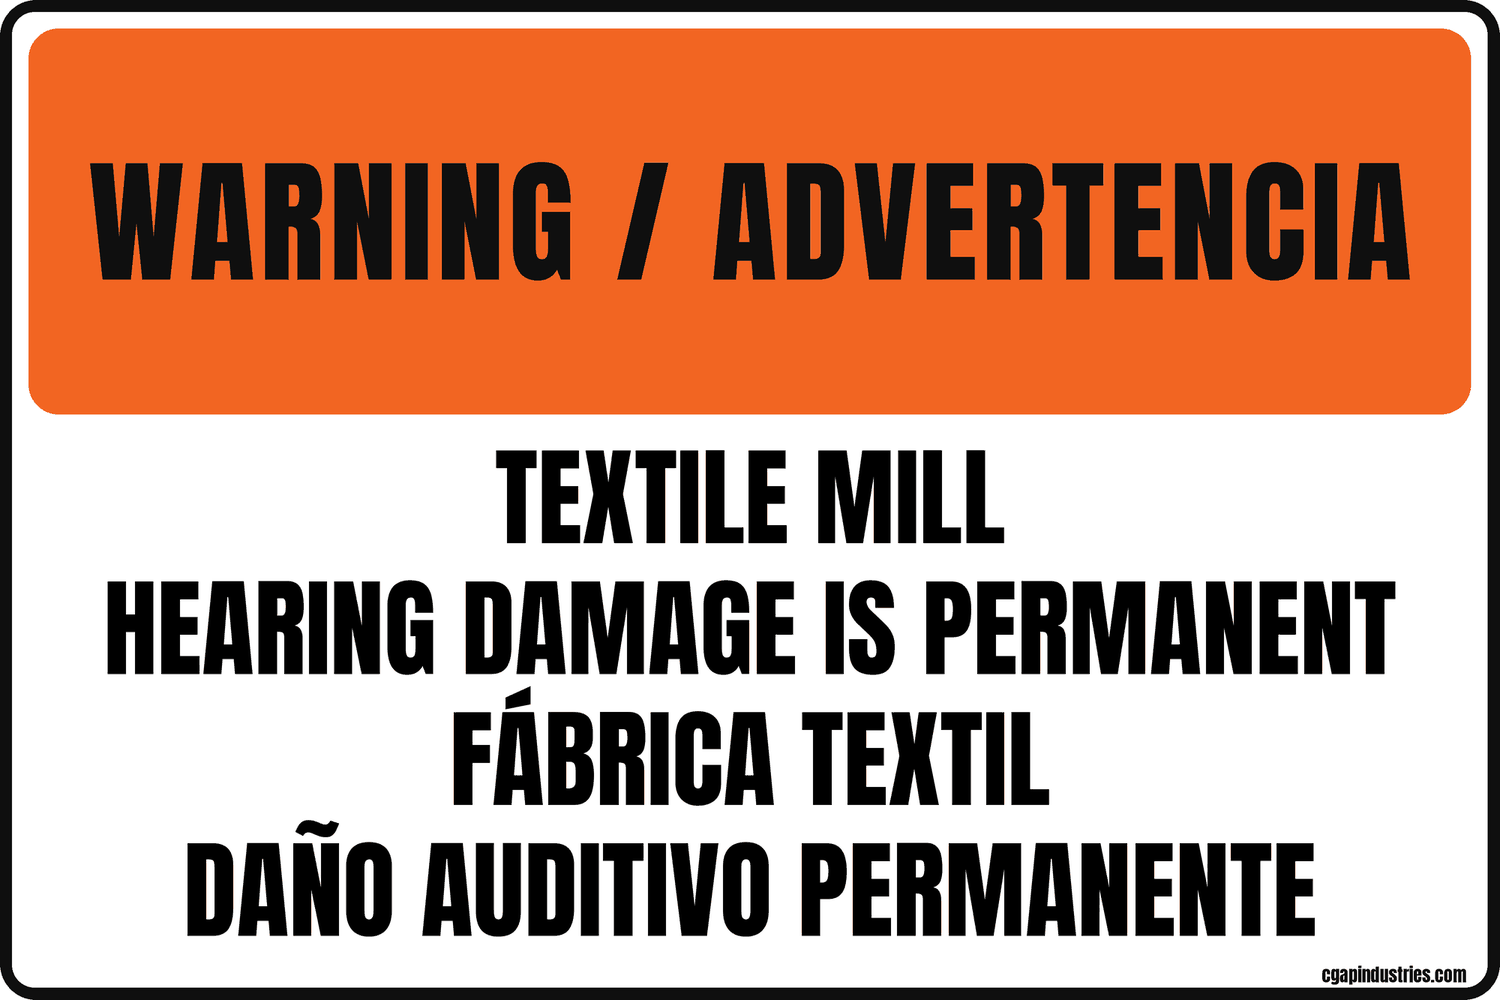 WARNING / ADVERTENCIA
TEXTILE MILL
HEARING DAMAGE IS PERMANENT
FÁBRICA TEXTIL
DAÑO AUDITIVO PERMANENTE
cgapindustries.com